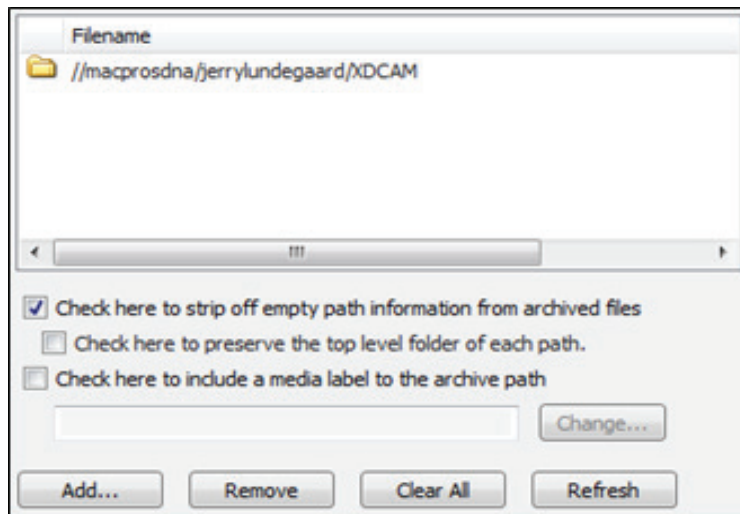 Filename
//macprosdna/jerrylundegaard/XDCAM
Check here to strip off empty path information from archived files
Check here to preserve the top level folder of each path.
Check here to include a media label to the archive path
Change...
Add... Remove Clear All Refresh